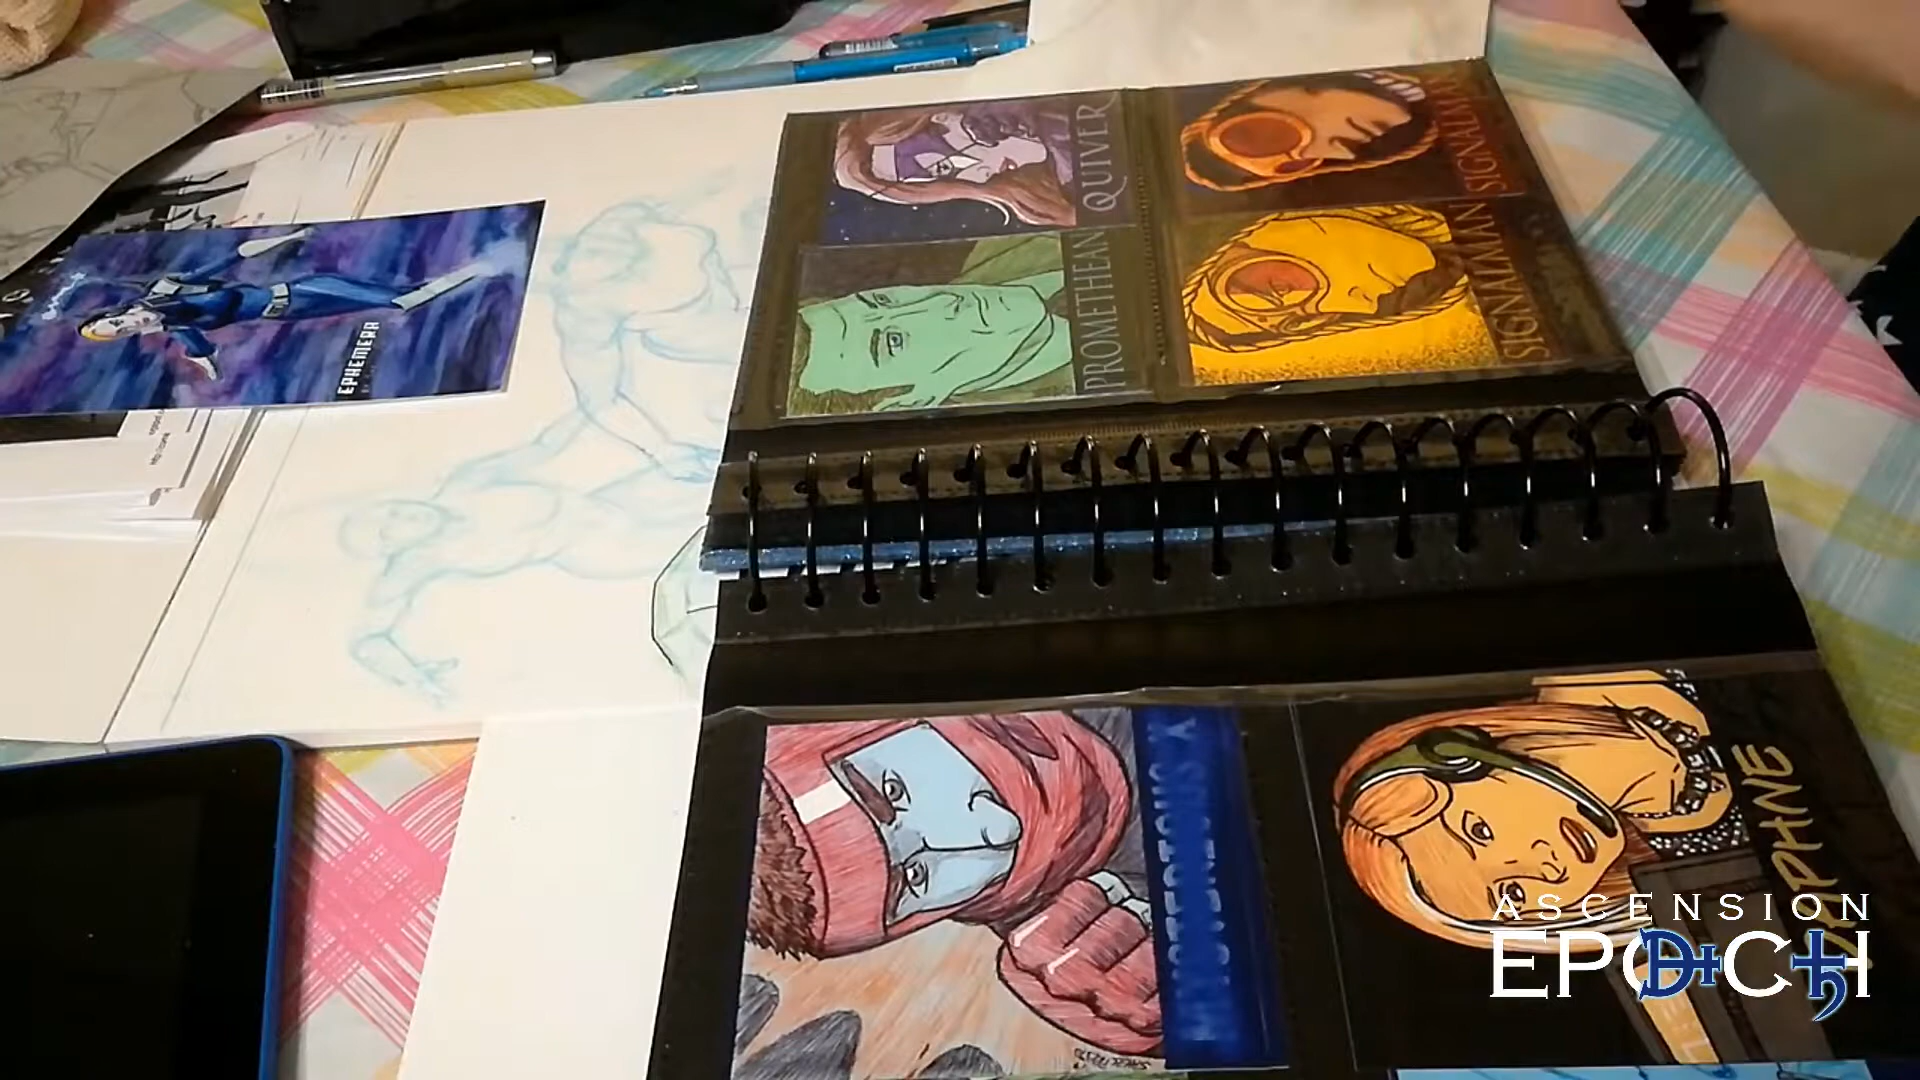 QUIVER
SIGNALMAN
PROMETHEAN
SIGNALMAN
EPHEMERA
MYSTERIOUS X
DAPHNE
ASCENSION
EPOCH